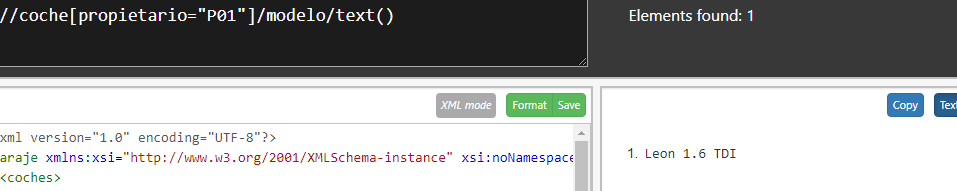 //coche[propietario="P01"]/modelo/text()
Elements found: 1
XML mode
Format
Save
Copy
Text
xml version="1.0" encoding="UTF-8"?>
araje xmlns:xsi="http://www.w3.org/2001/XMLSchema-instance" xsi:noNamespace
<coches>
1. Leon 1.6 TDI